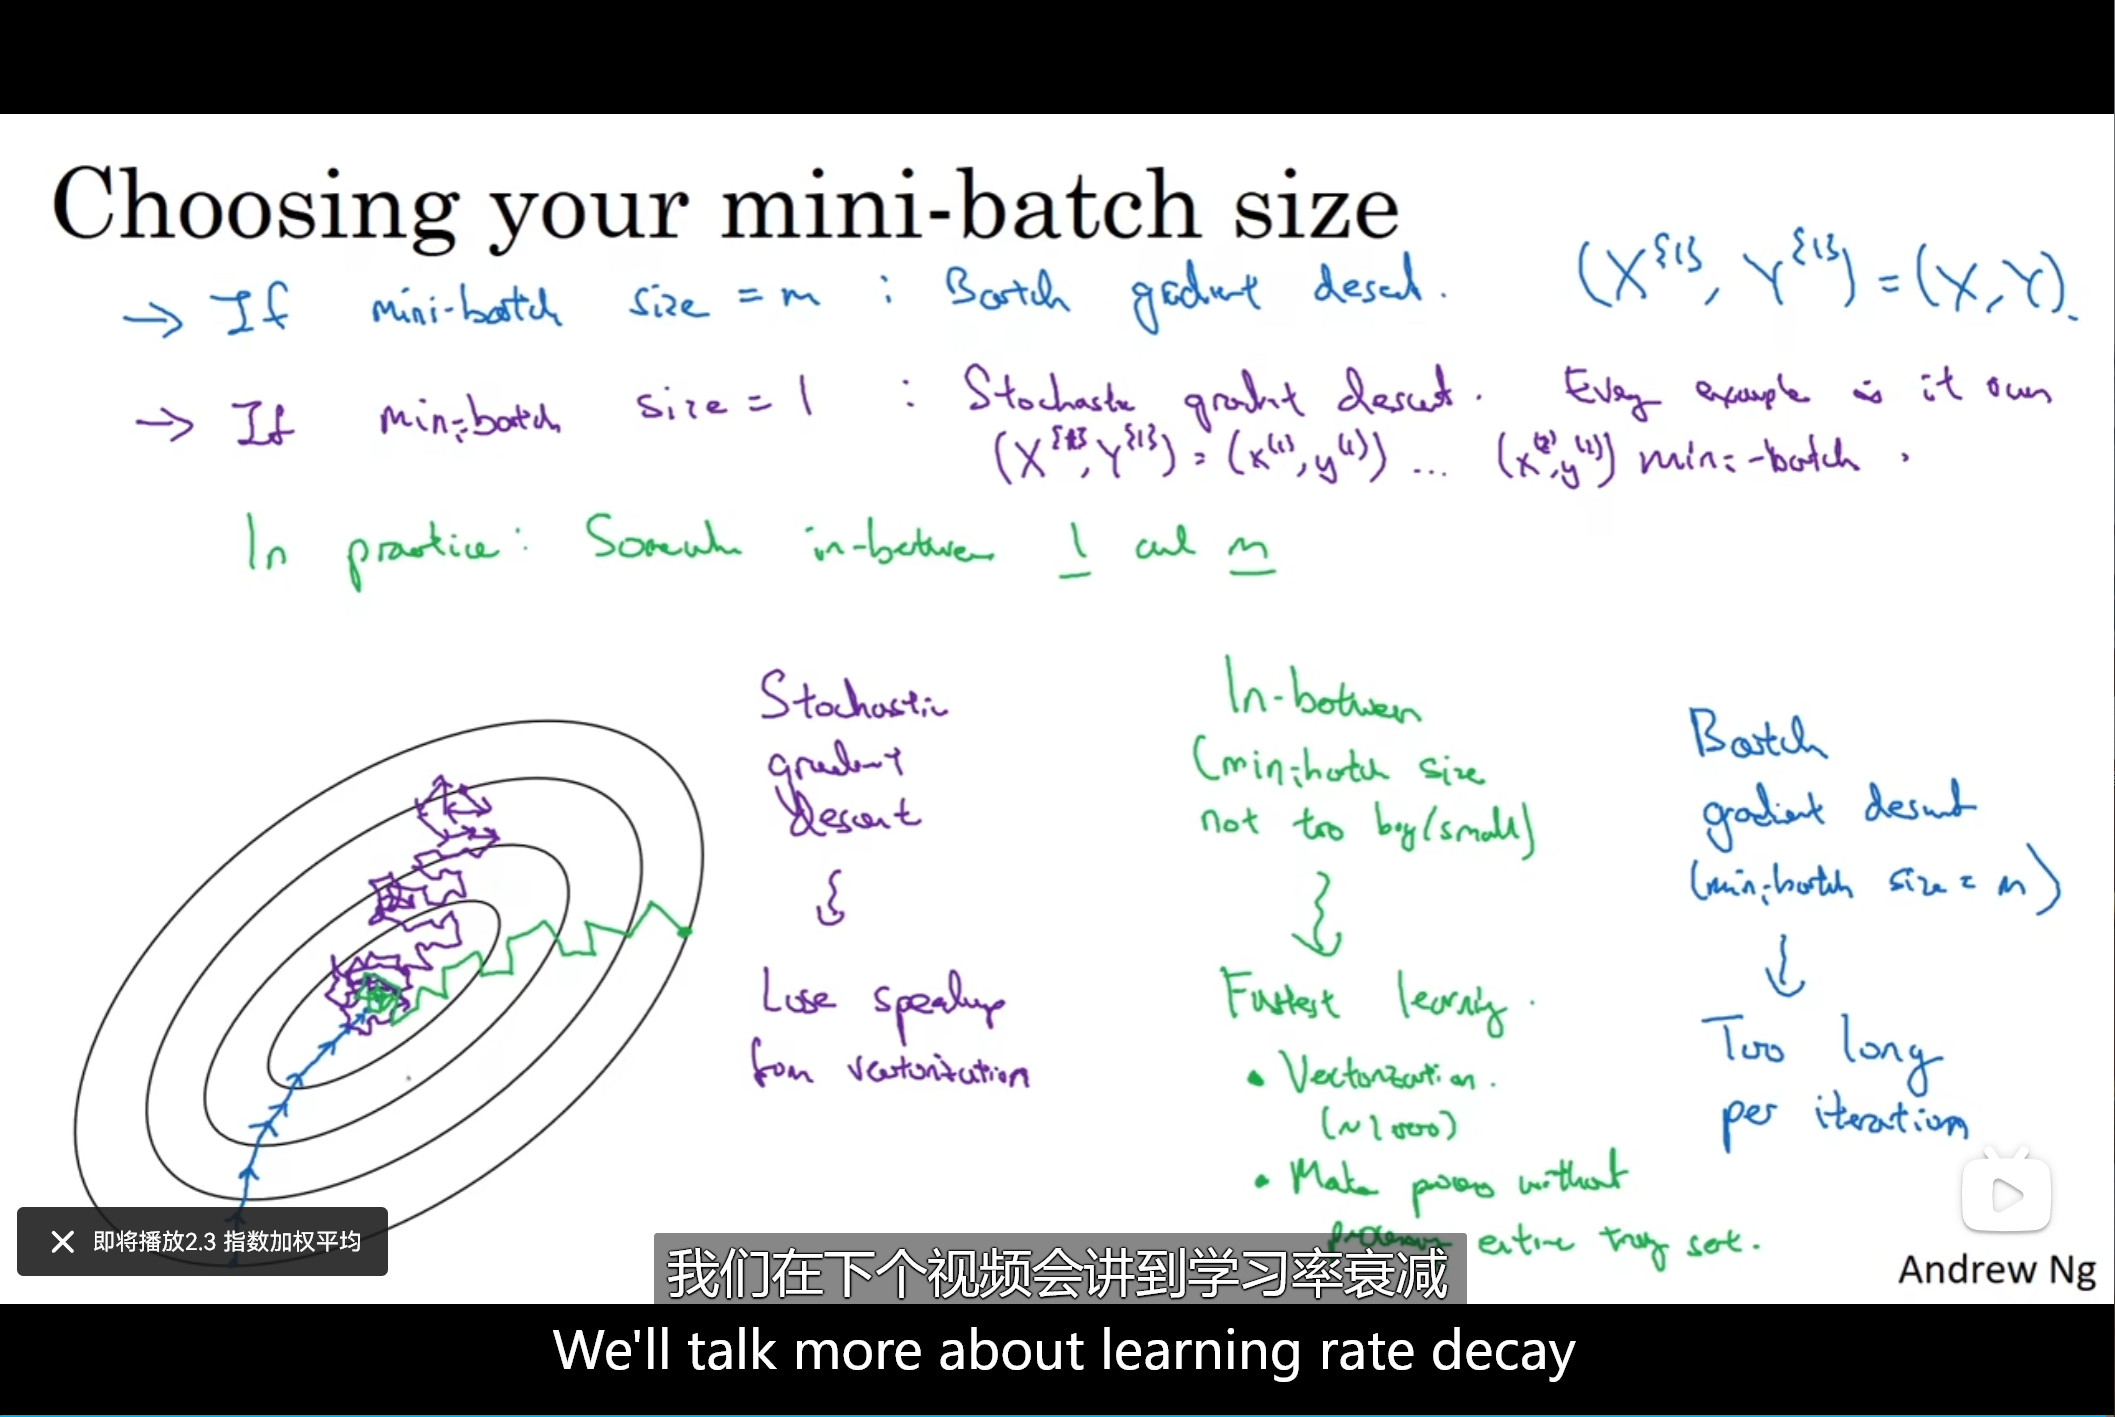 Choosing your mini-batch size
→ If mini-batch size = m : Batch gradient descent. (X^{1}, Y^{1}) = (X, Y).
→ If mini-batch size = 1 : Stochastic gradient descent. Every example is it own
(X^{1}, Y^{1}) = (x^(1), y^(1)) ... (x^(2), y^(2)) mini-batch.
In practice: Somewhere in-between 1 and m
Stochastic
gradient
descent
Lose speedup
from vectorization
In-between
(mini-batch size
not too big/small)
Fastest learning.
• Vectorization.
(~1000)
• Make progress without
processing entire training set.
Batch
gradient descent
(mini-batch size = m)
Too long
per iteration
即将播放2.3 指数加权平均
Andrew Ng
我们在下个视频会讲到学习率衰减
We'll talk more about learning rate decay